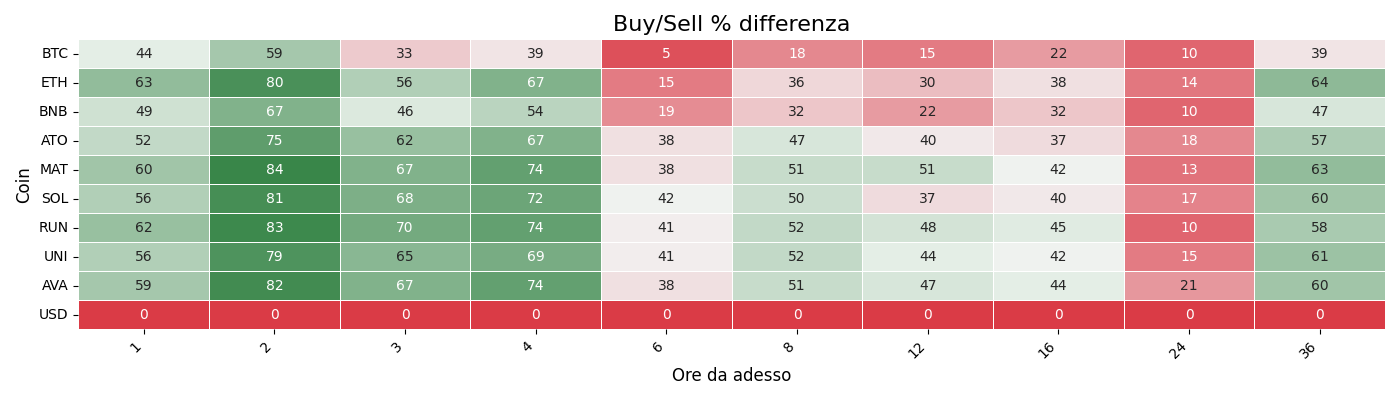 Buy/Sell % differenza
Coin
BTC 44 59 33 39 5 18 15 22 10 39
ETH 63 80 56 67 15 36 30 38 14 64
BNB 49 67 46 54 19 32 22 32 10 47
ATO 52 75 62 67 38 47 40 37 18 57
MAT 60 84 67 74 38 51 51 42 13 63
SOL 56 81 68 72 42 50 37 40 17 60
RUN 62 83 70 74 41 52 48 45 10 58
UNI 56 79 65 69 41 52 44 42 15 61
AVA 59 82 67 74 38 51 47 44 21 60
USD 0 0 0 0 0 0 0 0 0 0
1 2 3 4 6 8 12 16 24 36
Ore da adesso